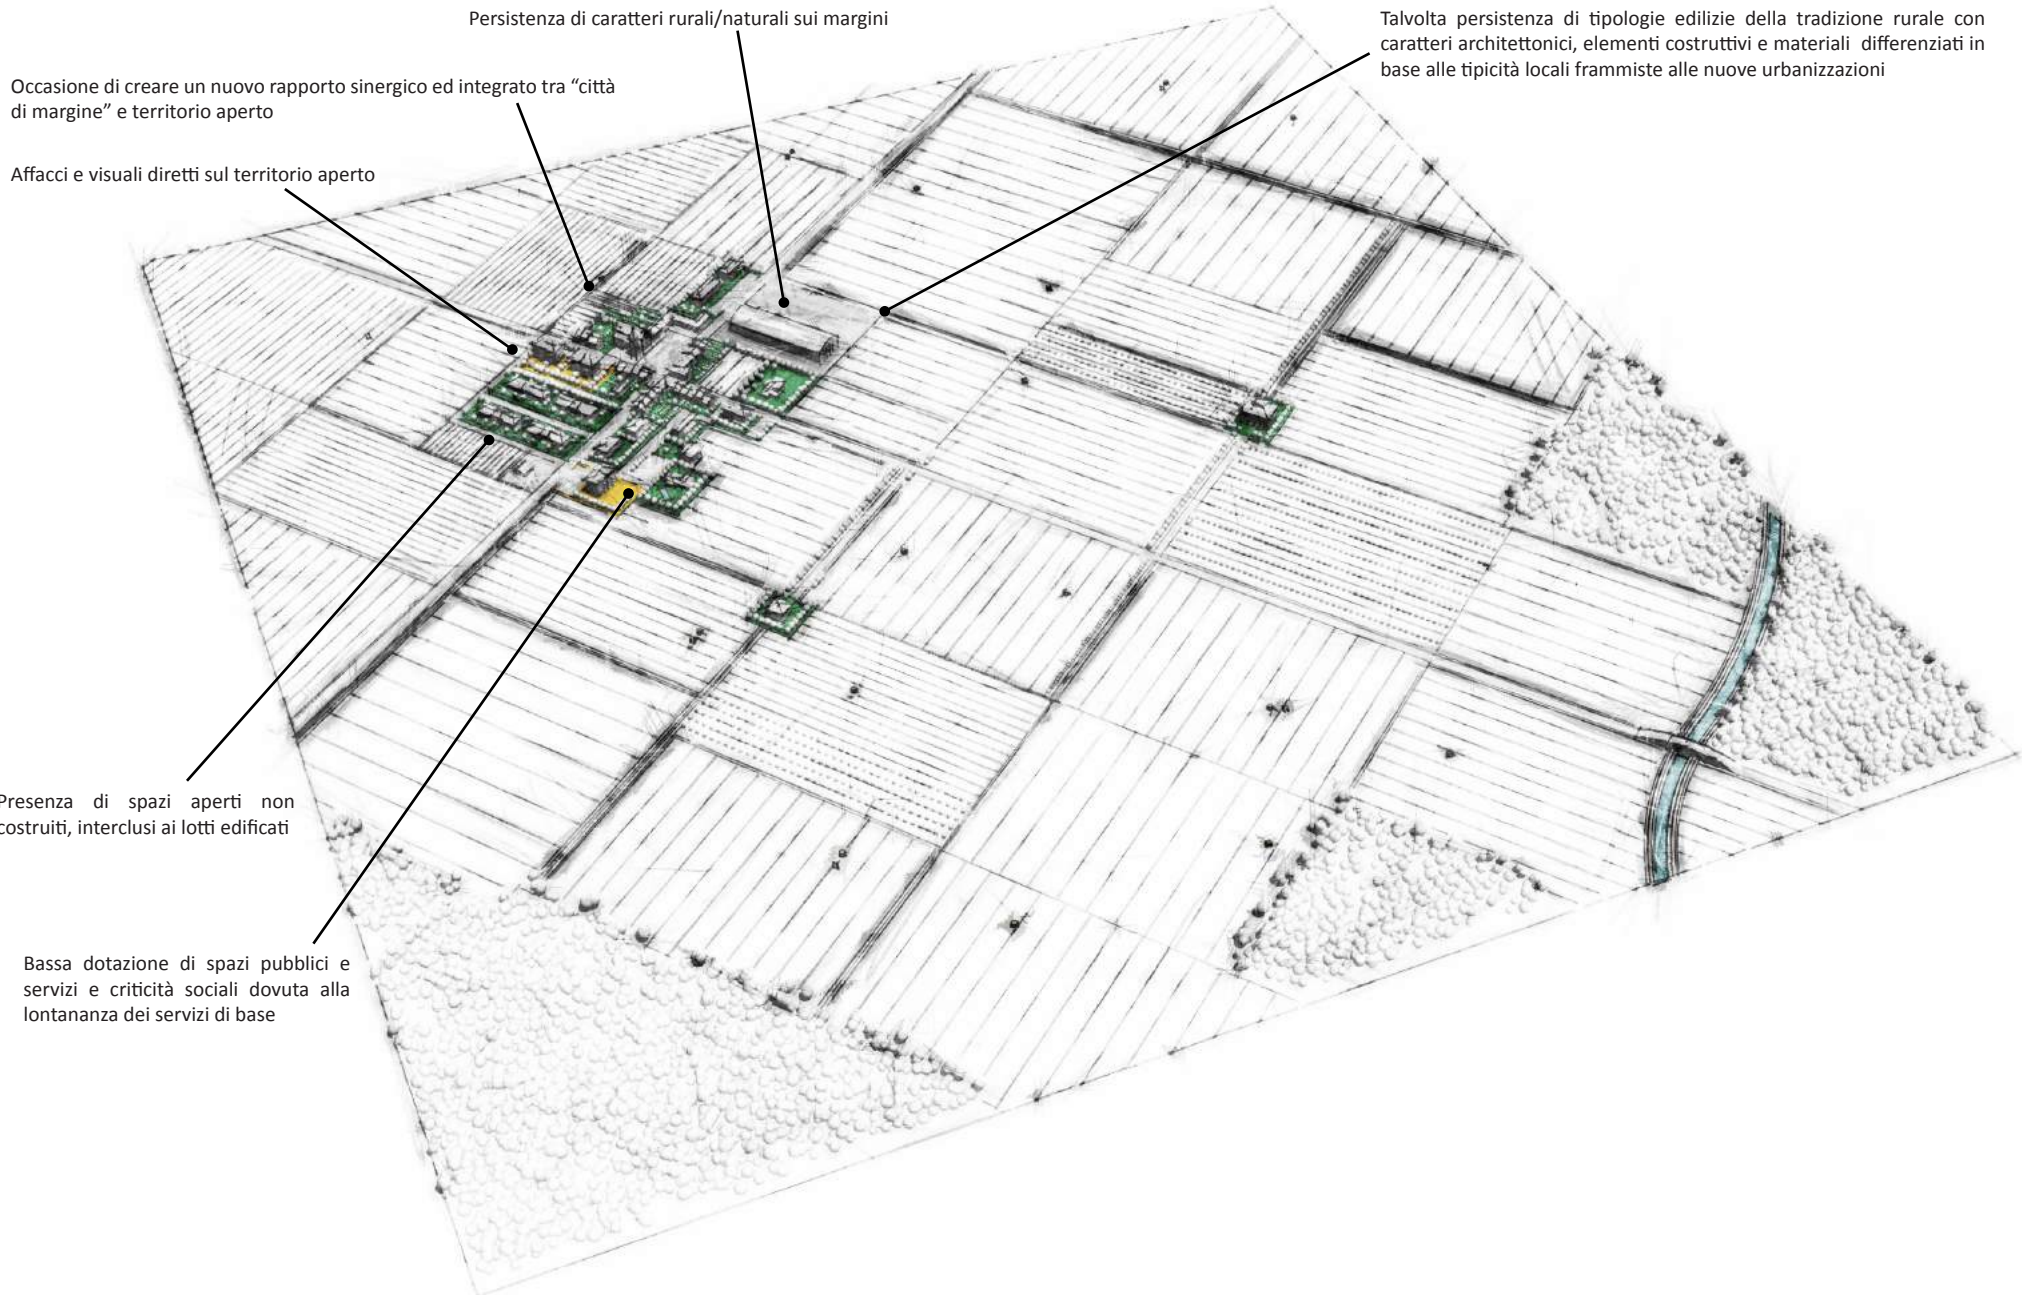 Persistenza di caratteri rurali/naturali sui margini
Talvolta persistenza di tipologie edilizie della tradizione rurale con
caratteri architettonici, elementi costruttivi e materiali differenziati in
base alle tipicità locali frammiste alle nuove urbanizzazioni
Occasione di creare un nuovo rapporto sinergico ed integrato tra “città
di margine” e territorio aperto
Affacci e visuali diretti sul territorio aperto
Presenza di spazi aperti non
costruiti, interclusi ai lotti edificati
Bassa dotazione di spazi pubblici e
servizi e criticità sociali dovuta alla
lontananza dei servizi di base